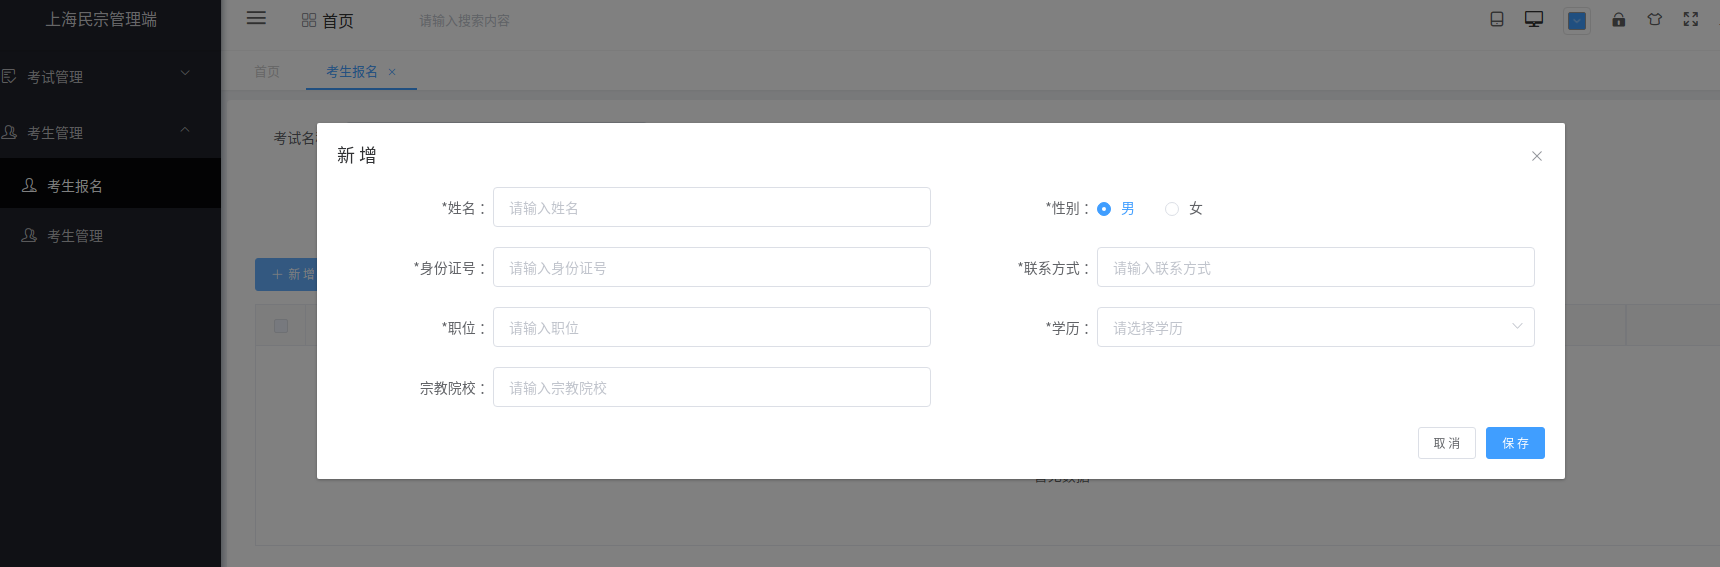 上海民宗管理端
首页
请输入搜索内容
考试管理
首页
考生报名
考生管理
考试名
考生报名
考生管理
新 增
新 增
*姓名：
请输入姓名
*性别：
男
女
*身份证号：
请输入身份证号
*联系方式：
请输入联系方式
*职位：
请输入职位
*学历：
请选择学历
宗教院校：
请输入宗教院校
取 消
保 存